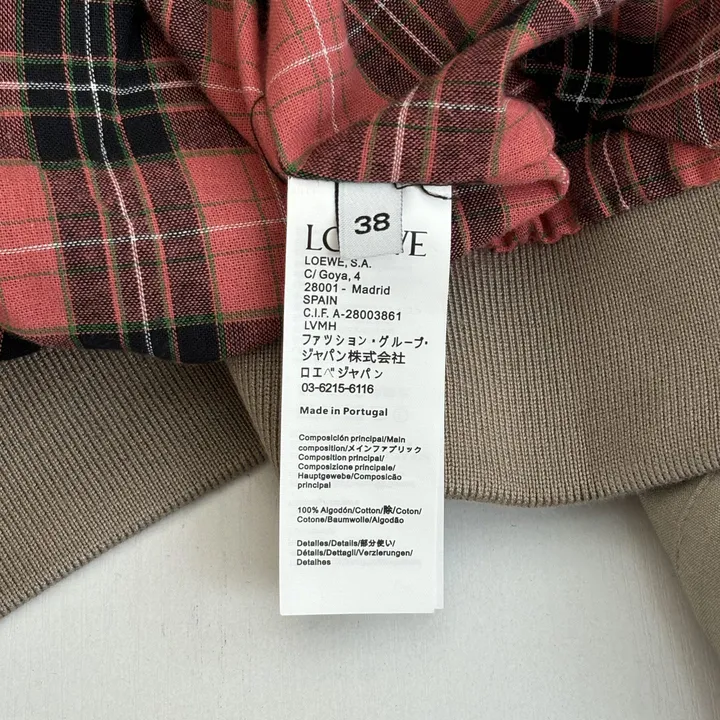 38
LOEWE
LOEWE, S.A.
C/ Goya, 4
28001 - Madrid
SPAIN
C.I.F. A-28003861
LVMH
ファツション・グループ・
ジャパン株式会社
ロエベジャパン
03-6215-6116
Made in Portugal
Composición principal/Main
composition/メインファブリック
Composition principal/
Composizione principale/
Hauptgewebe/Composição
principal
100% Algodón/Cotton/除/Coton/
Cotone/Baumwolle/Algodão
Detalles/Details/部分使い/
Détails/Dettagli/Verzierungen/
Detalhes